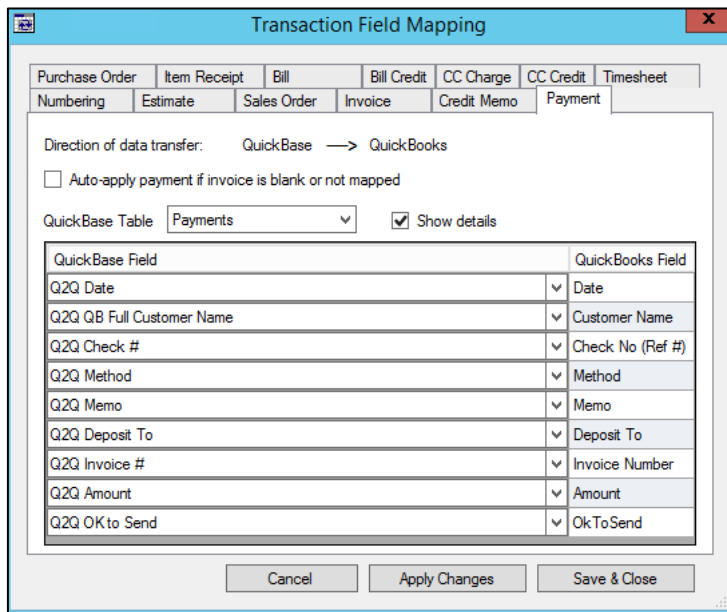 Transaction Field Mapping
X
Purchase Order Item Receipt Bill Bill Credit CC Charge CC Credit Timesheet
Numbering Estimate Sales Order Invoice Credit Memo Payment
Direction of data transfer: QuickBase —> QuickBooks
Auto-apply payment if invoice is blank or not mapped
QuickBase Table Payments Show details
QuickBase Field QuickBooks Field
Q2Q Date Date
Q2Q QB Full Customer Name Customer Name
Q2Q Check # Check No (Ref #)
Q2Q Method Method
Q2Q Memo Memo
Q2Q Deposit To Deposit To
Q2Q Invoice # Invoice Number
Q2Q Amount Amount
Q2Q OK to Send OkToSend
Cancel Apply Changes Save & Close